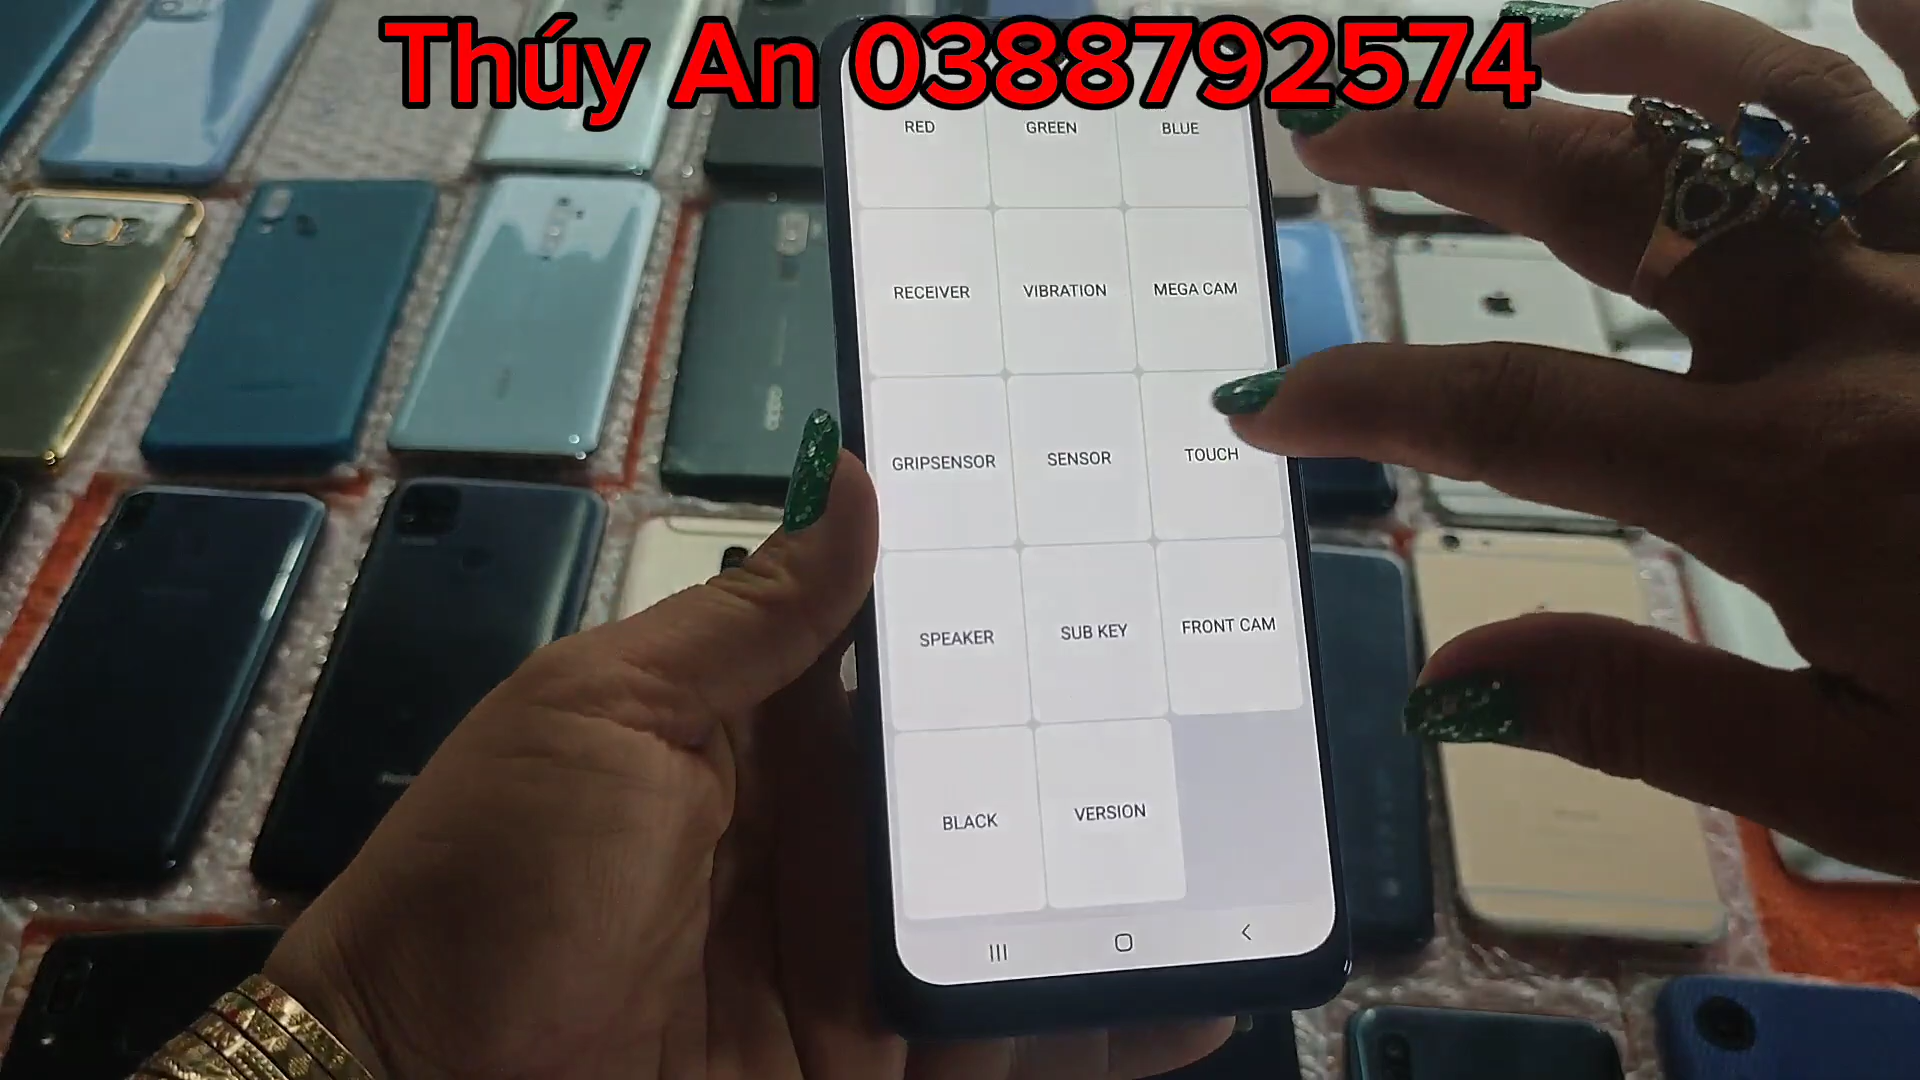 Thúy An 0388792574
RED GREEN BLUE
RECEIVER VIBRATION MEGA CAM
GRIPSENSOR SENSOR TOUCH
SPEAKER SUB KEY FRONT CAM
BLACK VERSION
oppo